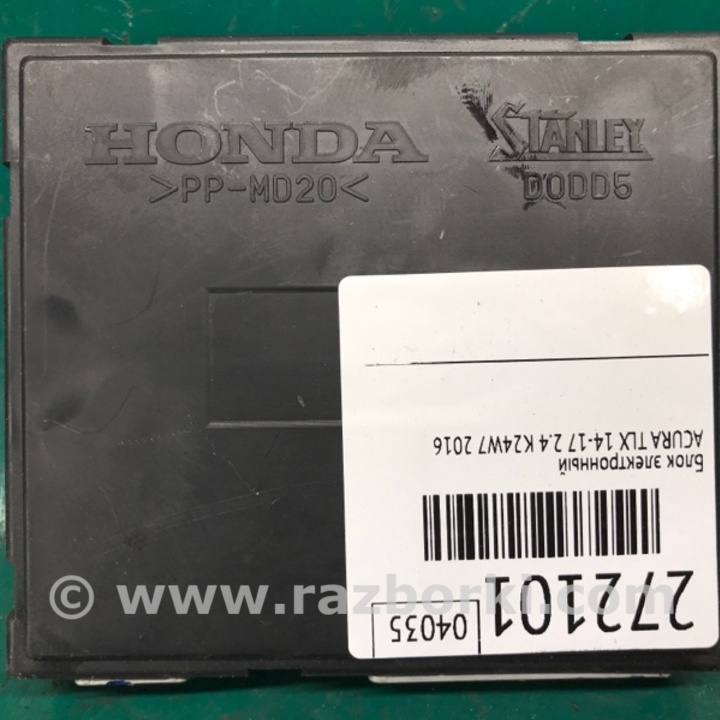 HONDA
>PP-MD20<
STANLEY
D0DD5
272101
04035
Блок электронный
ACURA TLX 14-17 2.4 K24W7 2016
© www.razborki.com